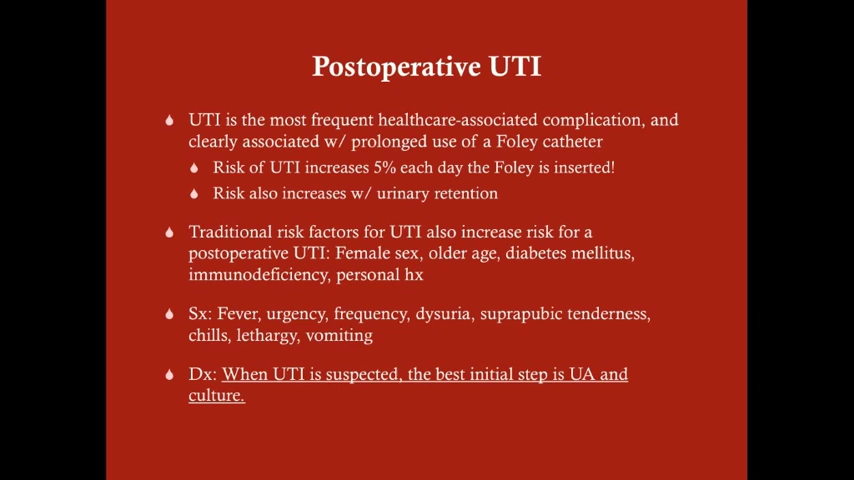 Postoperative UTI
UTI is the most frequent healthcare-associated complication, and
clearly associated w/ prolonged use of a Foley catheter
Risk of UTI increases 5% each day the Foley is inserted!
Risk also increases w/ urinary retention
Traditional risk factors for UTI also increase risk for a
postoperative UTI: Female sex, older age, diabetes mellitus,
immunodeficiency, personal hx
Sx: Fever, urgency, frequency, dysuria, suprapubic tenderness,
chills, lethargy, vomiting
Dx: When UTI is suspected, the best initial step is UA and
culture.